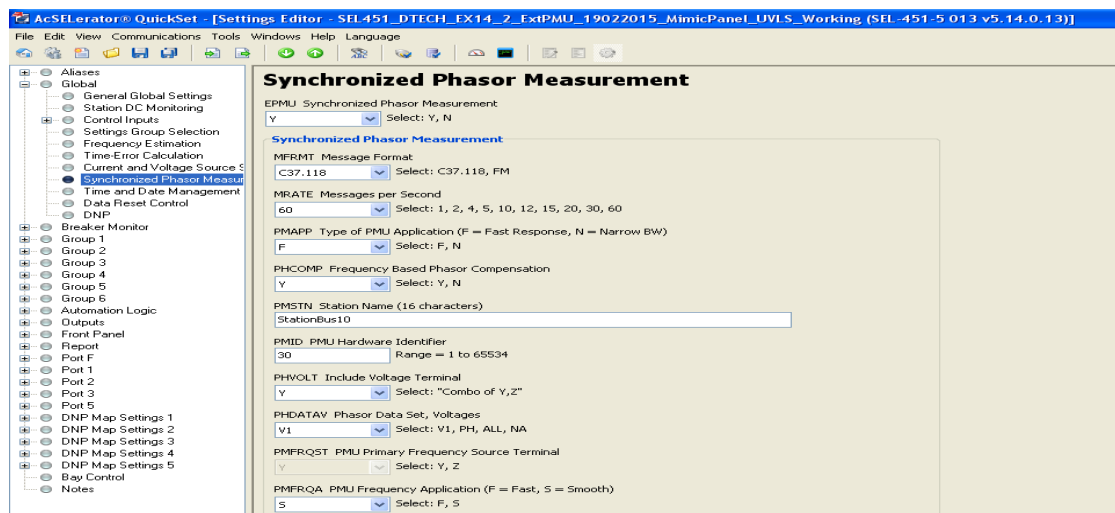 AcSELerator® QuickSet - [Settings Editor - SEL451_DTECH_EX14_2_ExtPMU_19022015_MimicPanel_UVLS_Working (SEL-451-5 013 v5.14.0.13)]
File Edit View Communications Tools Windows Help Language
Aliases
Global
General Global Settings
Station DC Monitoring
Control Inputs
Settings Group Selection
Frequency Estimation
Time-Error Calculation
Current and Voltage Source S
Synchronized Phasor Measur
Time and Date Management
Data Reset Control
DNP
Breaker Monitor
Group 1
Group 2
Group 3
Group 4
Group 5
Group 6
Automation Logic
Outputs
Front Panel
Report
Port F
Port 1
Port 2
Port 3
Port 5
DNP Map Settings 1
DNP Map Settings 2
DNP Map Settings 3
DNP Map Settings 4
DNP Map Settings 5
Bay Control
Notes
Synchronized Phasor Measurement
EPMU Synchronized Phasor Measurement
Y Select: Y, N
Synchronized Phasor Measurement
MFRMT Message Format
C37.118 Select: C37.118, FM
MRATE Messages per Second
60 Select: 1, 2, 4, 5, 10, 12, 15, 20, 30, 60
PMAPP Type of PMU Application (F = Fast Response, N = Narrow BW)
F Select: F, N
PHCOMP Frequency Based Phasor Compensation
Y Select: Y, N
PMSTN Station Name (16 characters)
StationBus10
PMID PMU Hardware Identifier
30 Range = 1 to 65534
PHVOLT Include Voltage Terminal
Y Select: "Combo of Y,Z"
PHDATAV Phasor Data Set, Voltages
V1 Select: V1, PH, ALL, NA
PMFRQST PMU Primary Frequency Source Terminal
Y Select: Y, Z
PMFRQA PMU Frequency Application (F = Fast, S = Smooth)
S Select: F, S